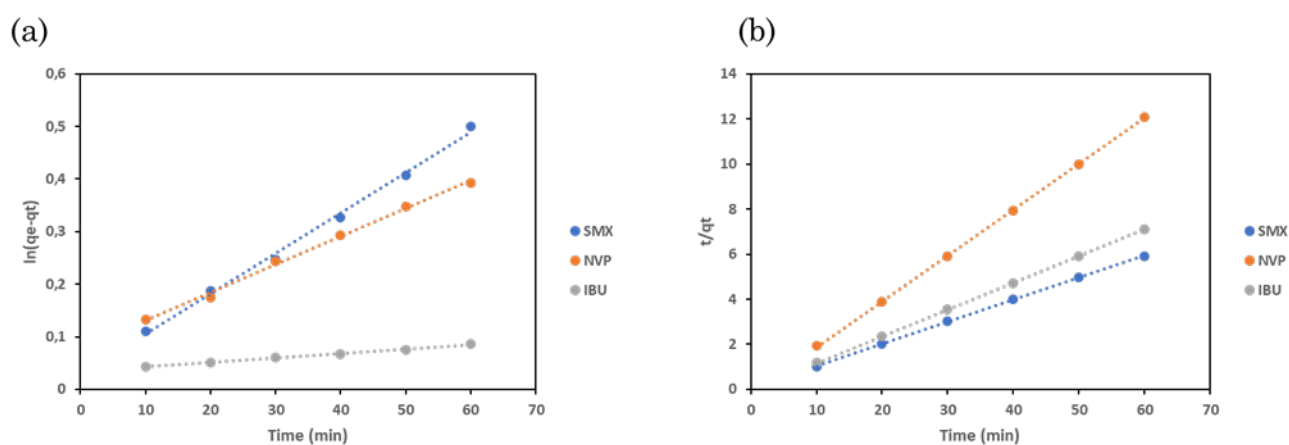 (a)
0,6
0,5
0,4
0,3
0,2
0,1
0
ln(qe-qt)
0 10 20 30 40 50 60 70
Time (min)
SMX
NVP
IBU
(b)
14
12
10
8
6
4
2
0
t/qt
0 10 20 30 40 50 60 70
Time (min)
SMX
NVP
IBU